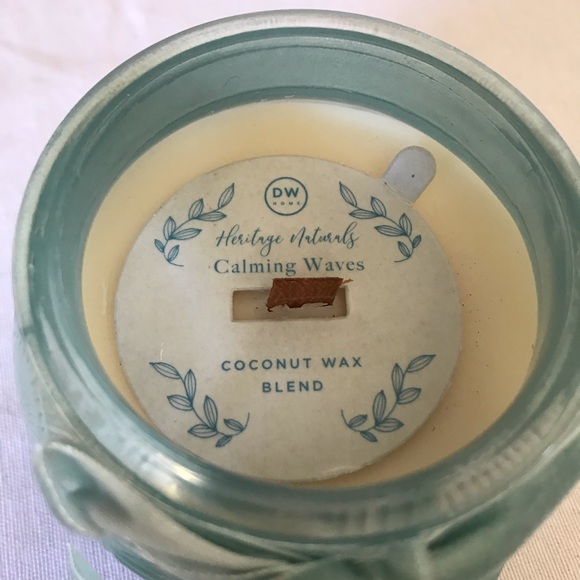 DW
HOME
Heritage Naturals
Calming Waves
COCONUT WAX
BLEND